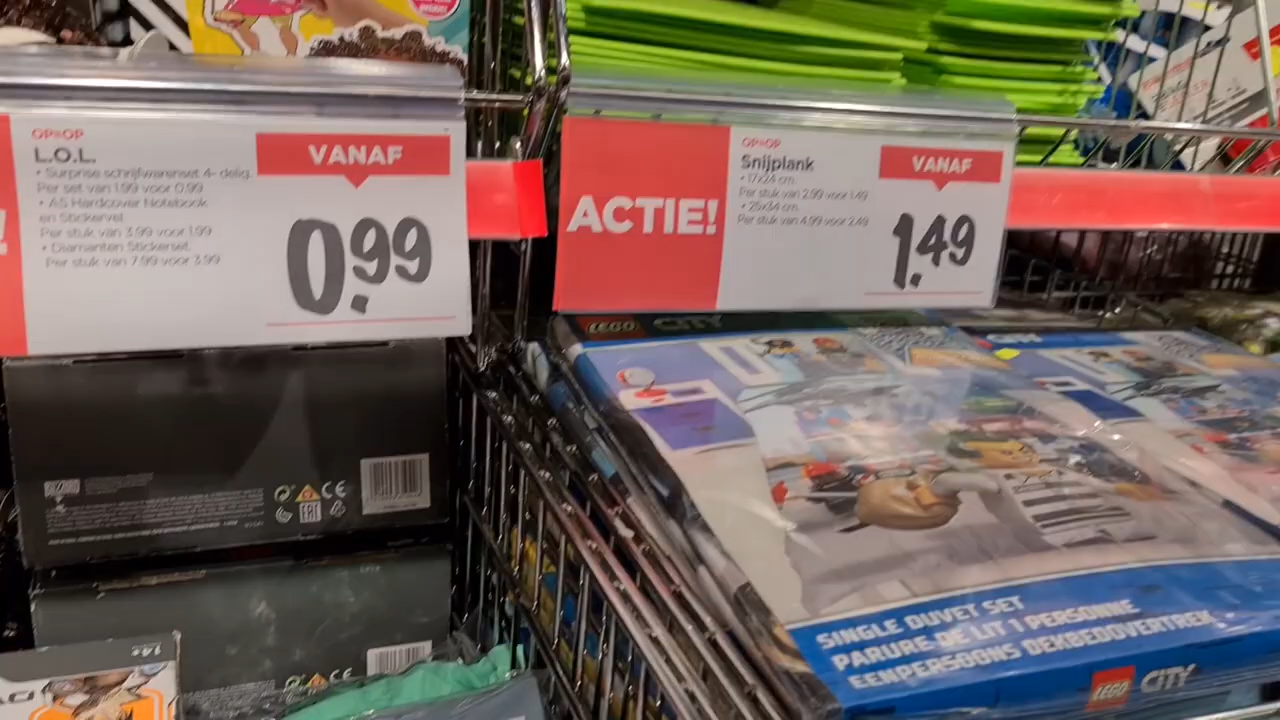 OP=OP
L.O.L.
• Surprise schrijfwarenset 4- delig.
Per set van 1.99 voor 0.99
• A5 Hardcover Notebook
en Stickervel
Per stuk van 3.99 voor 1.99
• Diamanten Stickerset.
Per stuk van 7.99 voor 3.99
VANAF
0.99
ACTIE!
OP=OP
Snijplank
• 17x24 cm
Per stuk van 2.99 voor 1.49
• 25x34 cm
Per stuk van 4.99 voor 2.49
VANAF
1.49
LEGO CITY
SINGLE DUVET SET
PARURE DE LIT 1 PERSONNE
EENPERSOONS DEKBEDOVERTREK
LEGO CITY
CE
EAC
CE
14+